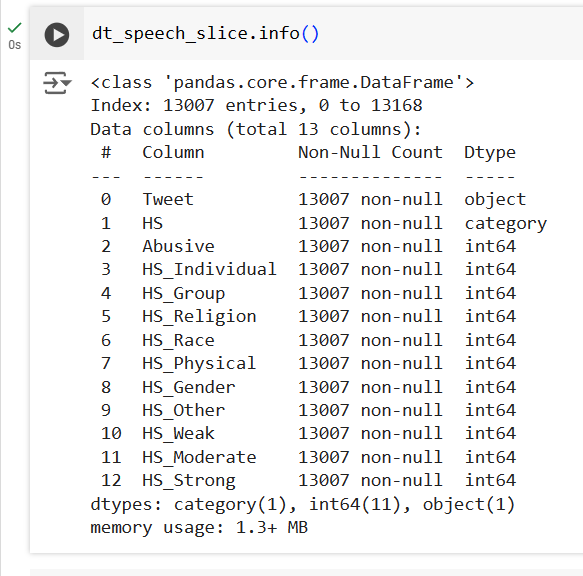 dt_speech_slice.info()
0s
<class 'pandas.core.frame.DataFrame'>
Index: 13007 entries, 0 to 13168
Data columns (total 13 columns):
 #   Column         Non-Null Count  Dtype
---  ------         --------------  -----
 0   Tweet          13007 non-null  object
 1   HS             13007 non-null  category
 2   Abusive        13007 non-null  int64
 3   HS_Individual  13007 non-null  int64
 4   HS_Group       13007 non-null  int64
 5   HS_Religion    13007 non-null  int64
 6   HS_Race        13007 non-null  int64
 7   HS_Physical    13007 non-null  int64
 8   HS_Gender      13007 non-null  int64
 9   HS_Other       13007 non-null  int64
 10  HS_Weak        13007 non-null  int64
 11  HS_Moderate    13007 non-null  int64
 12  HS_Strong      13007 non-null  int64
dtypes: category(1), int64(11), object(1)
memory usage: 1.3+ MB